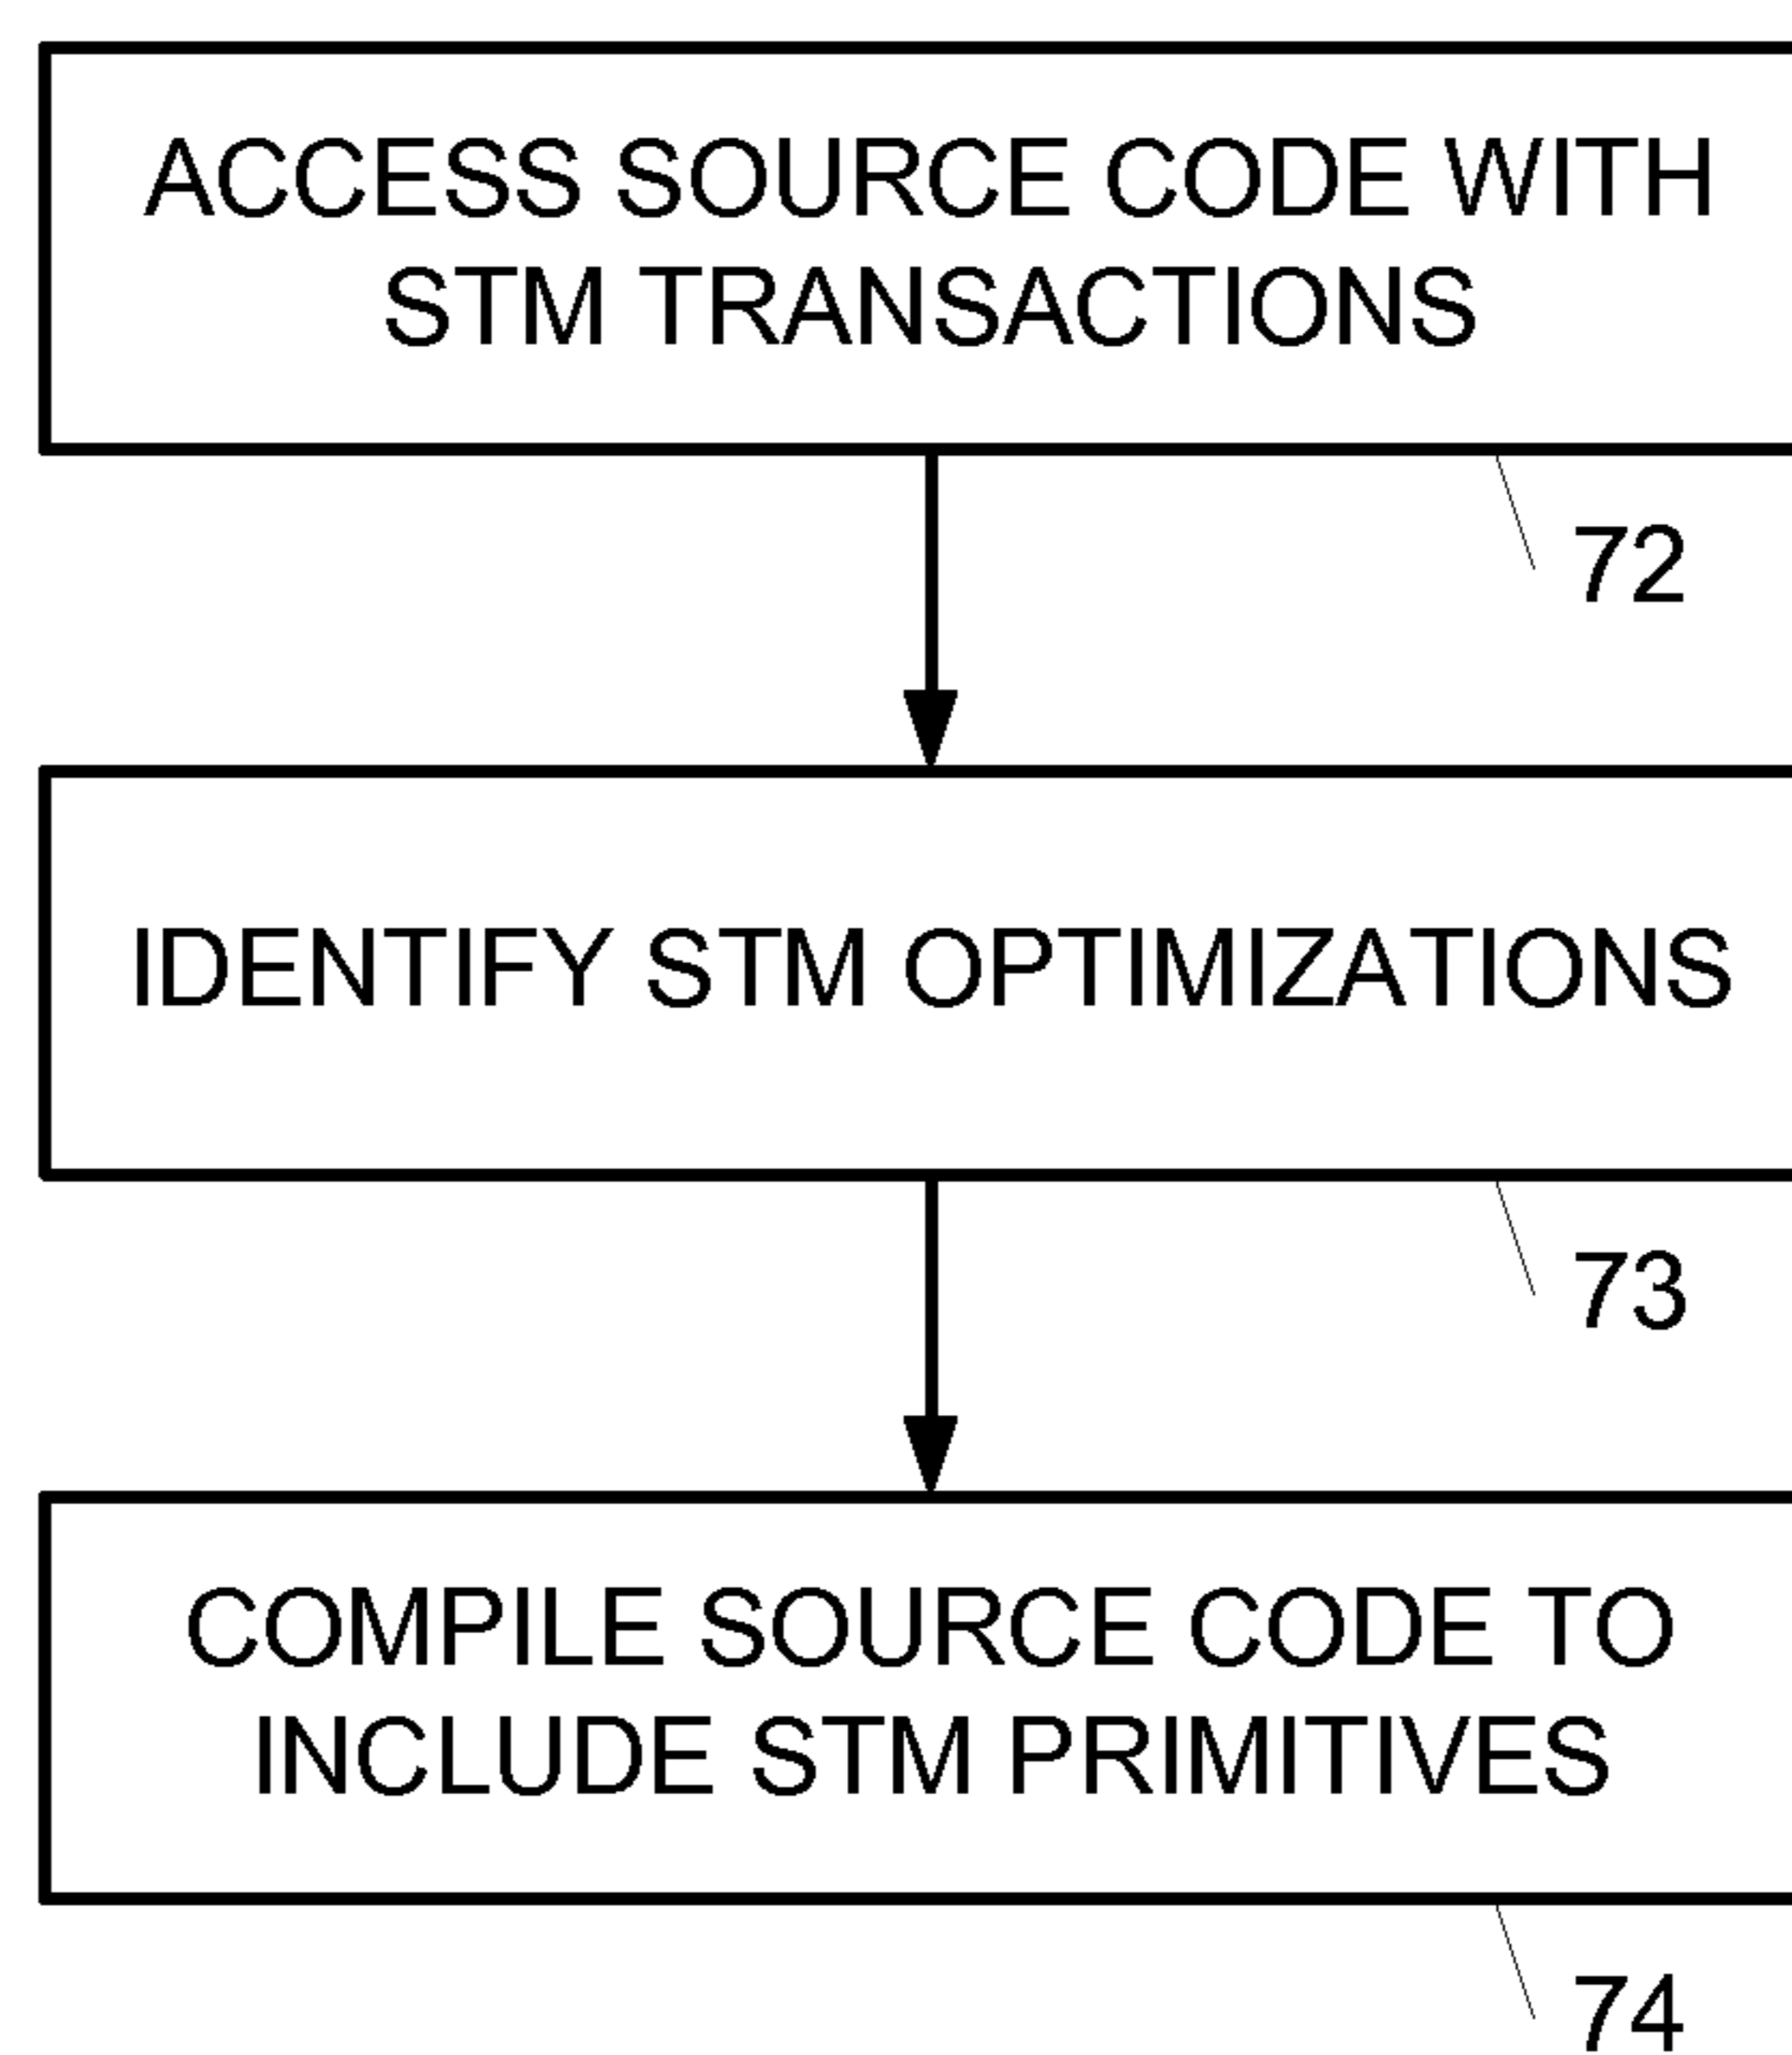 ACCESS SOURCE CODE WITH
STM TRANSACTIONS
72
IDENTIFY STM OPTIMIZATIONS
73
COMPILE SOURCE CODE TO
INCLUDE STM PRIMITIVES
74